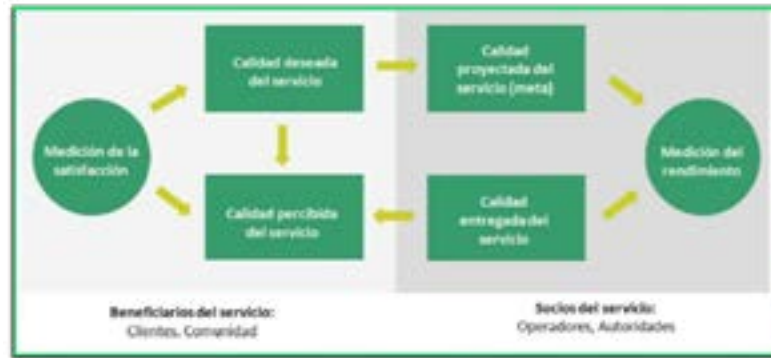 Calidad deseada
del servicio
Calidad
proyectada del
servicio (meta)
Medición de la
satisfacción
Medición del
rendimiento
Calidad percibida
del servicio
Calidad
entregada del
servicio
Beneficiarios del servicio:
Clientes, Comunidad
Socios del servicio:
Operadores, Autoridades